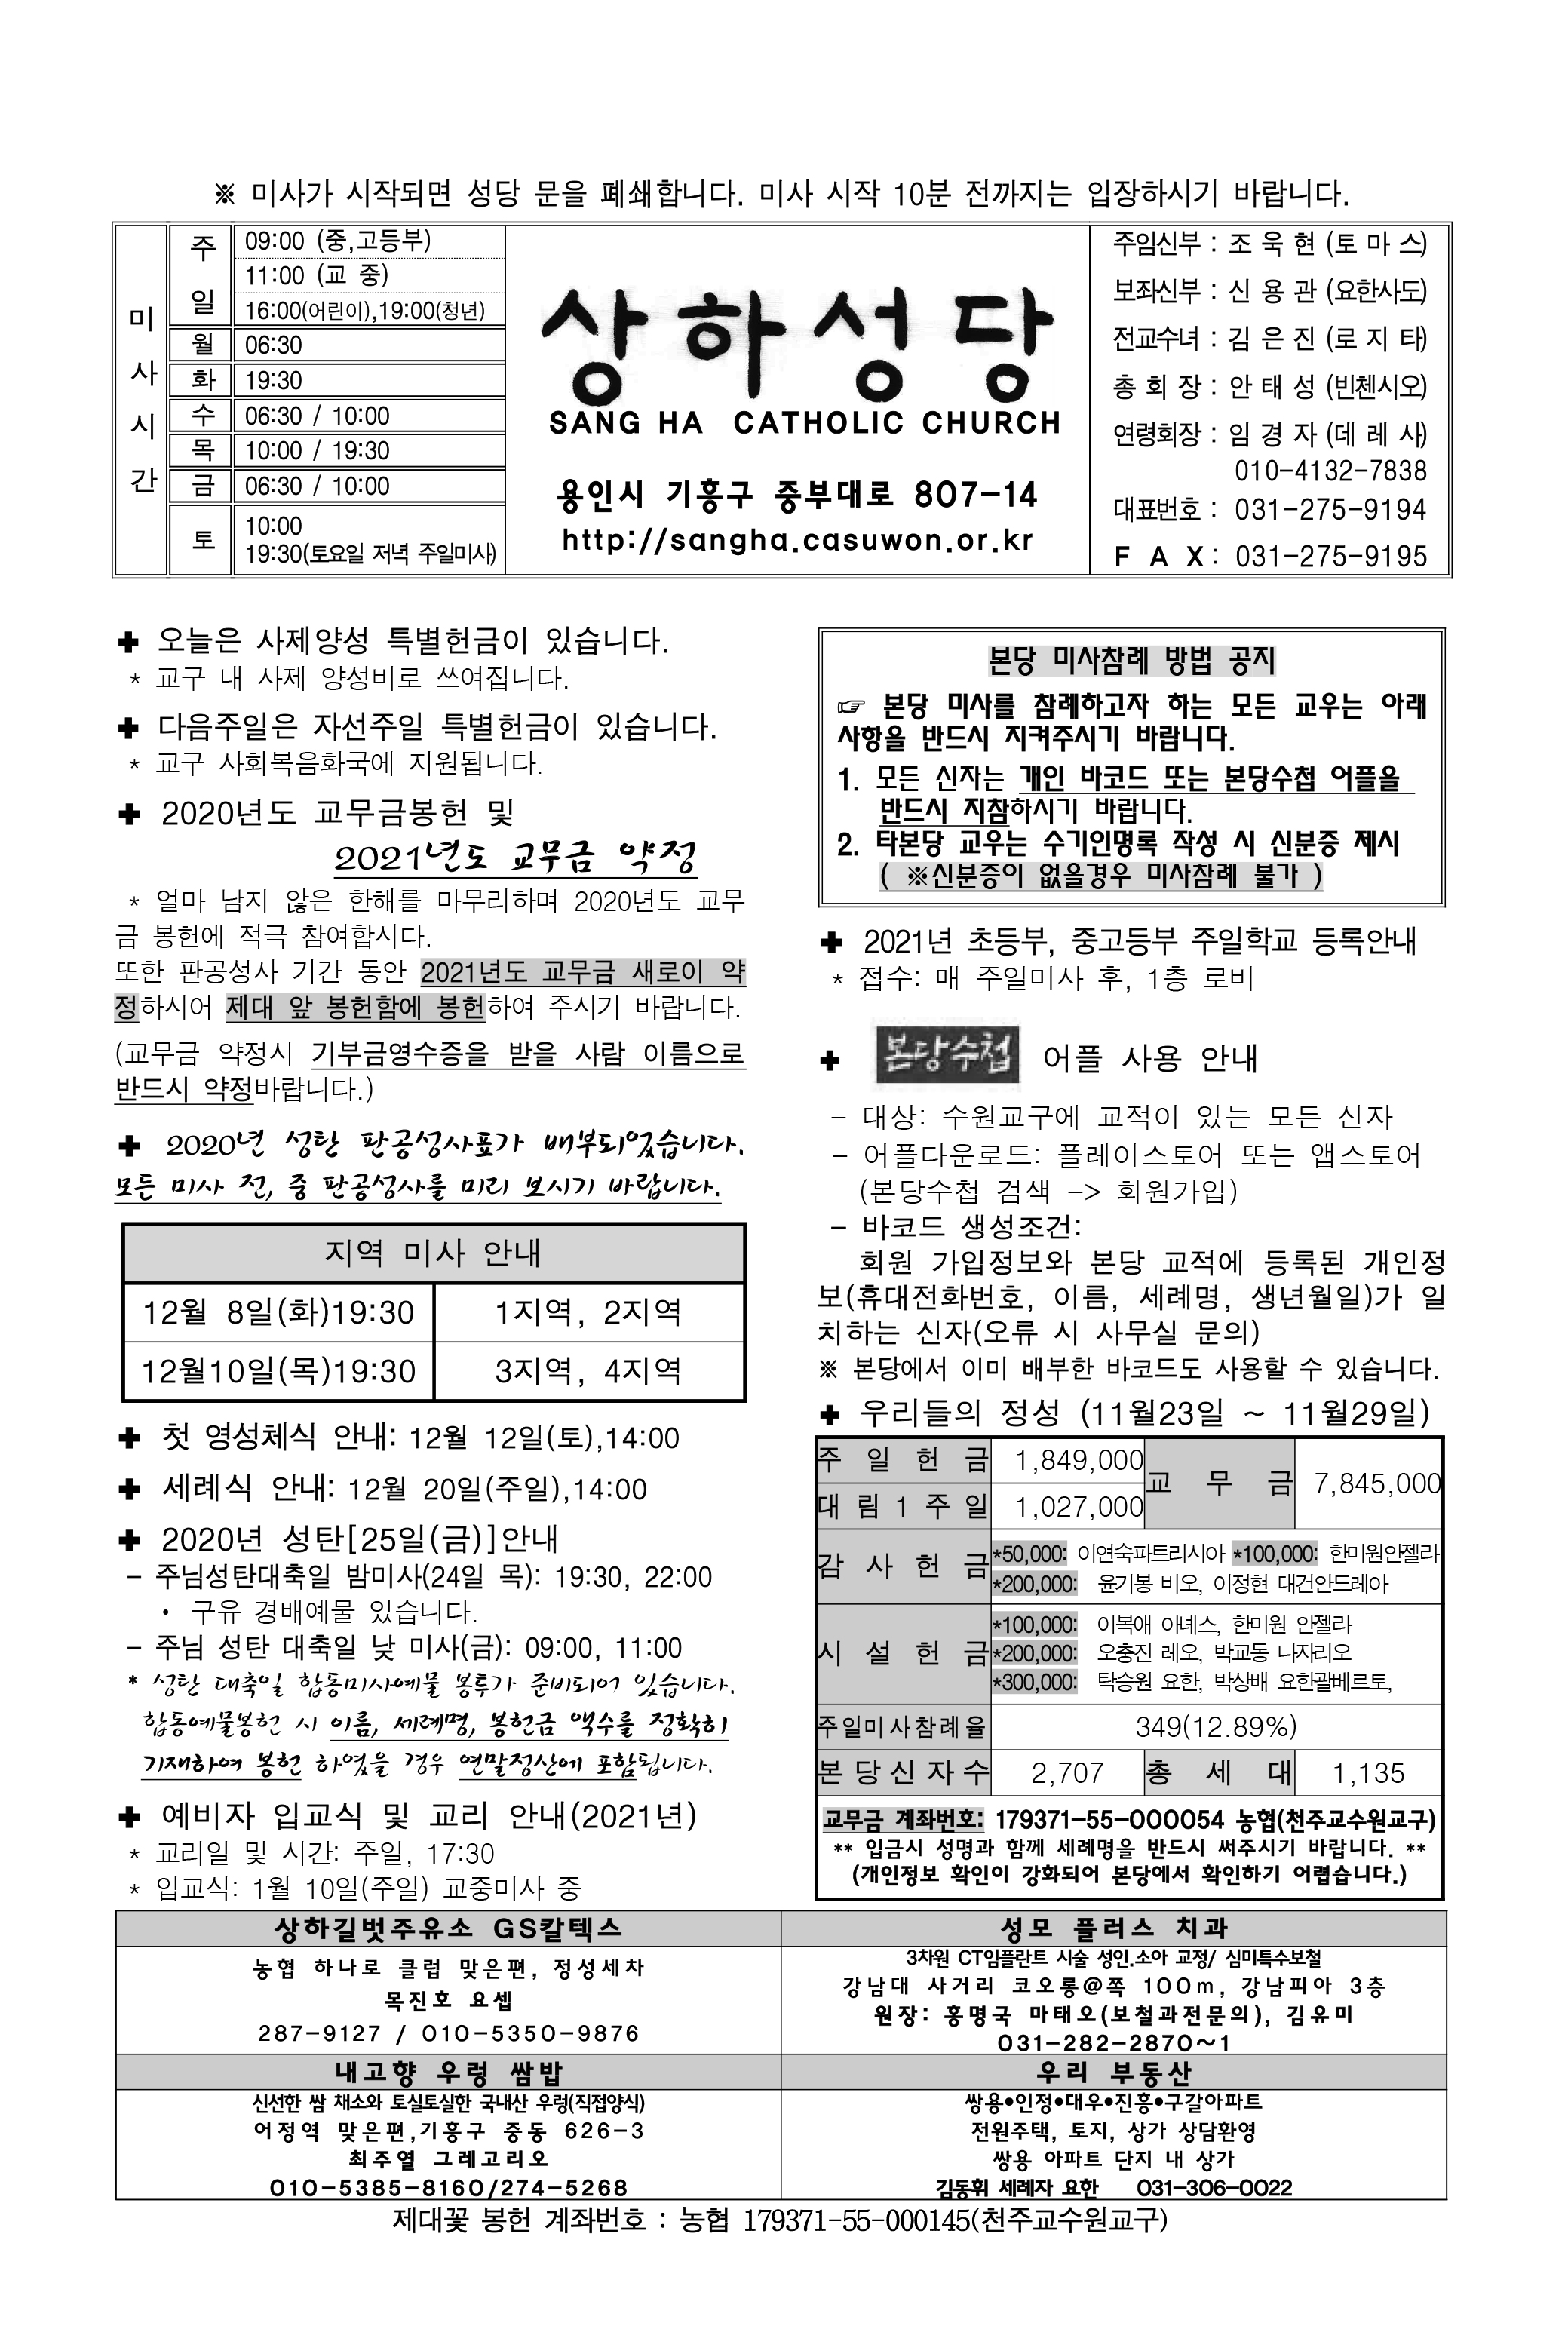 ※ 미사가 시작되면 성당 문을 폐쇄합니다. 미사 시작 10분 전까지는 입장하시기 바랍니다.
미사시간
주일
09:00 (중,고등부)
11:00 (교 중)
16:00(어린이),19:00(청년)
월 06:30
화 19:30
수 06:30 / 10:00
목 10:00 / 19:30
금 06:30 / 10:00
토 10:00
19:30(토요일 저녁 주일미사)
상하성당
SANG HA CATHOLIC CHURCH
용인시 기흥구 중부대로 807-14
http://sangha.casuwon.or.kr
주임신부 : 조 욱 현 (토 마 스)
보좌신부 : 신 용 관 (요한사도)
전교수녀 : 김 은 진 (로 지 타)
총 회 장 : 안 태 성 (빈첸시오)
연령회장 : 임 경 자 (데 레 사)
010-4132-7838
대표번호 : 031-275-9194
F A X : 031-275-9195
✚ 오늘은 사제양성 특별헌금이 있습니다.
* 교구 내 사제 양성비로 쓰여집니다.
✚ 다음주일은 자선주일 특별헌금이 있습니다.
* 교구 사회복음화국에 지원됩니다.
✚ 2020년도 교무금봉헌 및
2021년도 교무금 약정
* 얼마 남지 않은 한해를 마무리하며 2020년도 교무
금 봉헌에 적극 참여합시다.
또한 판공성사 기간 동안 2021년도 교무금 새로이 약
정하시어 제대 앞 봉헌함에 봉헌하여 주시기 바랍니다.
(교무금 약정시 기부금영수증을 받을 사람 이름으로
반드시 약정바랍니다.)
✚ 2020년 성탄 판공성사표가 배부되었습니다.
모든 미사 전, 중 판공성사를 미리 보시기 바랍니다.
지역 미사 안내
12월 8일(화)19:30 1지역, 2지역
12월10일(목)19:30 3지역, 4지역
✚ 첫 영성체식 안내: 12월 12일(토),14:00
✚ 세례식 안내: 12월 20일(주일),14:00
✚ 2020년 성탄[25일(금)]안내
- 주님성탄대축일 밤미사(24일 목): 19:30, 22:00
• 구유 경배예물 있습니다.
- 주님 성탄 대축일 낮 미사(금): 09:00, 11:00
* 성탄 대축일 합동미사예물 봉투가 준비되어 있습니다.
합동예물봉헌 시 이름, 세례명, 봉헌금 액수를 정확히
기재하여 봉헌 하였을 경우 연말정산에 포함됩니다.
✚ 예비자 입교식 및 교리 안내(2021년)
* 교리일 및 시간: 주일, 17:30
* 입교식: 1월 10일(주일) 교중미사 중
본당 미사참례 방법 공지
☞ 본당 미사를 참례하고자 하는 모든 교우는 아래
사항을 반드시 지켜주시기 바랍니다.
1. 모든 신자는 개인 바코드 또는 본당수첩 어플을
반드시 지참하시기 바랍니다.
2. 타본당 교우는 수기인명록 작성 시 신분증 제시
( ※신분증이 없을경우 미사참례 불가 )
✚ 2021년 초등부, 중고등부 주일학교 등록안내
* 접수: 매 주일미사 후, 1층 로비
✚ 본당수첩 어플 사용 안내
- 대상: 수원교구에 교적이 있는 모든 신자
- 어플다운로드: 플레이스토어 또는 앱스토어
(본당수첩 검색 -> 회원가입)
- 바코드 생성조건:
회원 가입정보와 본당 교적에 등록된 개인정
보(휴대전화번호, 이름, 세례명, 생년월일)가 일
치하는 신자(오류 시 사무실 문의)
※ 본당에서 이미 배부한 바코드도 사용할 수 있습니다.
✚ 우리들의 정성 (11월23일 ~ 11월29일)
주 일 헌 금 1,849,000 교 무 금 7,845,000
대 림 1 주 일 1,027,000
감 사 헌 금 *50,000: 이연숙파트리시아 *100,000: 한미원안젤라
*200,000: 윤기봉 비오, 이정현 대건안드레아
시 설 헌 금 *100,000: 이복애 아녜스, 한미원 안젤라
*200,000: 오충진 레오, 박교동 나자리오
*300,000: 탁승원 요한, 박상배 요한괄베르토,
주일미사참례율 349(12.89%)
본당신자수 2,707 총 세 대 1,135
교무금 계좌번호: 179371-55-000054 농협(천주교수원교구)
** 입금시 성명과 함께 세례명을 반드시 써주시기 바랍니다. **
(개인정보 확인이 강화되어 본당에서 확인하기 어렵습니다.)
상하길벗주유소 GS칼텍스
농협 하나로 클럽 맞은편, 정성세차
목진호 요셉
287-9127 / 010-5350-9876
성모 플러스 치과
3차원 CT임플란트 시술 성인.소아 교정/ 심미특수보철
강남대 사거리 코오롱@쪽 100m, 강남피아 3층
원장: 홍명국 마태오(보철과전문의), 김유미
031-282-2870~1
내고향 우렁 쌈밥
신선한 쌈 채소와 토실토실한 국내산 우렁(직접양식)
어정역 맞은편,기흥구 중동 626-3
최주열 그레고리오
010-5385-8160/274-5268
우리 부동산
쌍용•인정•대우•진흥•구갈아파트
전원주택, 토지, 상가 상담환영
쌍용 아파트 단지 내 상가
김동휘 세례자 요한 031-306-0022
제대꽃 봉헌 계좌번호 : 농협 179371-55-000145(천주교수원교구)